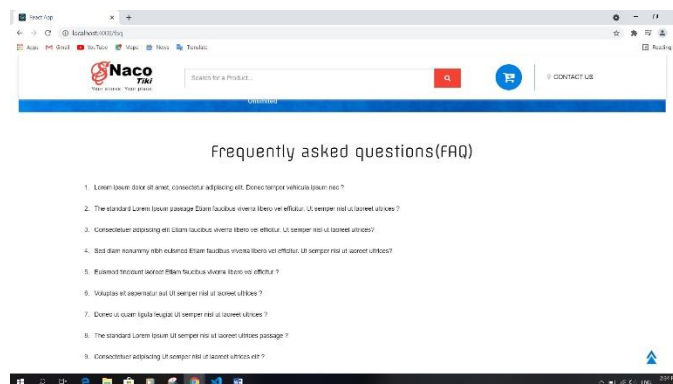 React App
localhost:3000/faq
Apps Gmail YouTube Maps News Translate
Reading
Naco
Tiki
Your store. Your place.
Search for a Product...
CONTACT US
Unlimited
Frequently asked questions(FAQ)
1. Lorem ipsum dolor sit amet, consectetur adipiscing elit. Donec tempor vehicula ipsum nec ?
2. The standard Lorem Ipsum passage Etiam faucibus viverra libero vel efficitur. Ut semper nisl ut laoreet ultrices ?
3. Consectetuer adipiscing elit Etiam faucibus viverra libero vel efficitur. Ut semper nisl ut laoreet ultrices?
4. Sed diam nonummy nibh euismod Etiam faucibus viverra libero vel efficitur. Ut semper nisl ut laoreet ultrices?
5. Euismod tincidunt laoreet Etiam faucibus viverra libero vel efficitur ?
6. Voluptas sit aspernatur aut Ut semper nisl ut laoreet ultrices ?
7. Donec ut quam ligula feugiat Ut semper nisl ut laoreet ultrices ?
8. The standard Lorem Ipsum Ut semper nisl ut laoreet ultrices passage ?
9. Consectetuer adipiscing Ut semper nisl ut laoreet ultrices elit ?